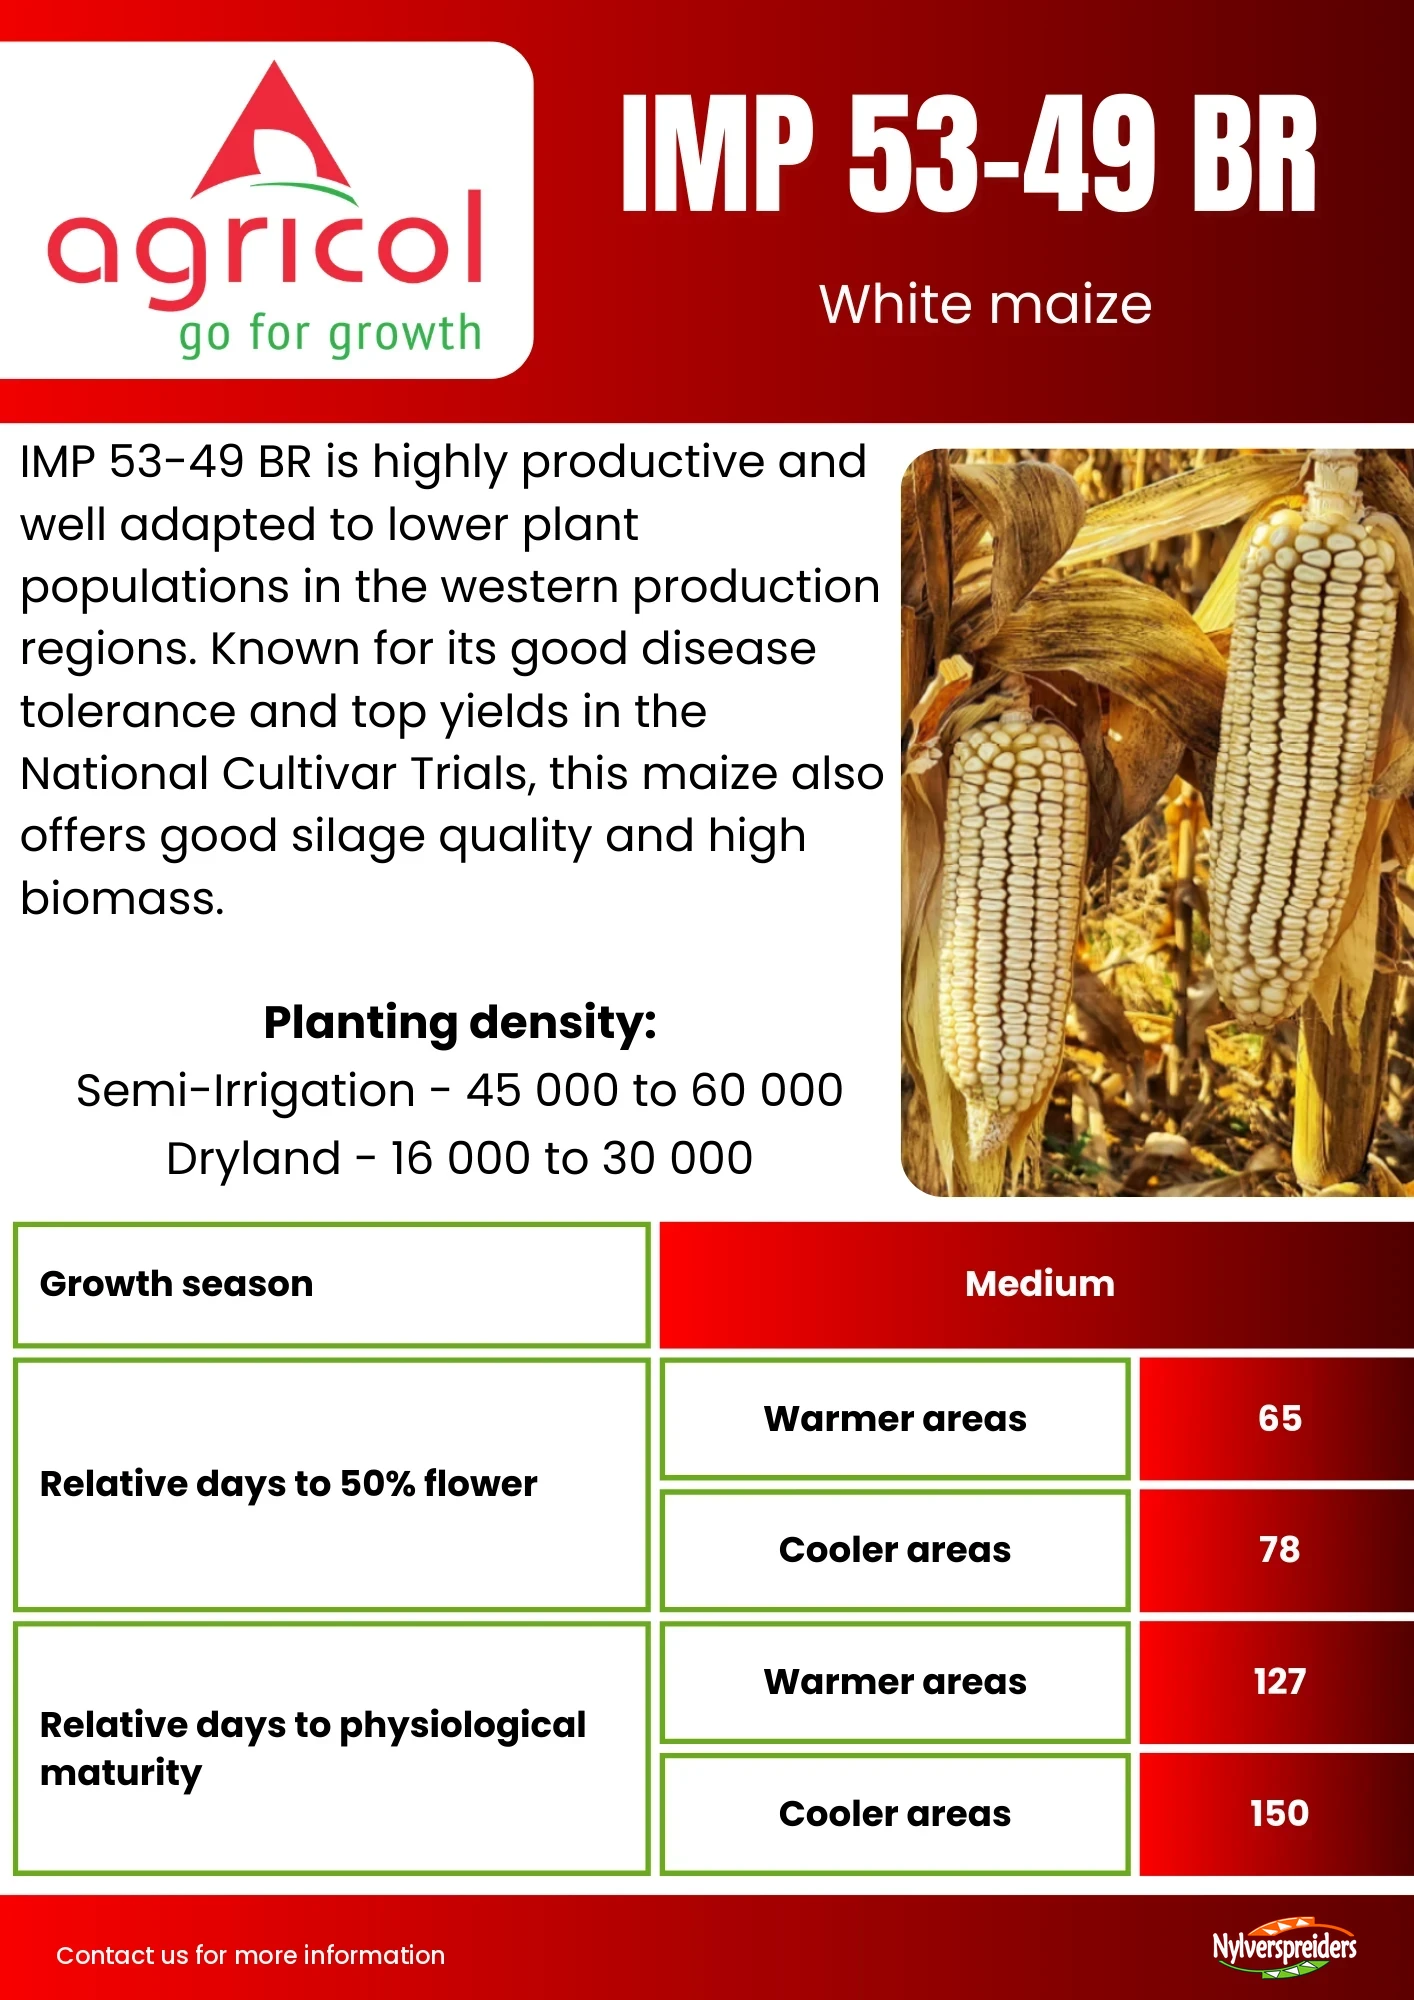 agricol
go for growth
IMP 53-49 BR
White maize
IMP 53-49 BR is highly productive and
well adapted to lower plant
populations in the western production
regions. Known for its good disease
tolerance and top yields in the
National Cultivar Trials, this maize also
offers good silage quality and high
biomass.
Planting density:
Semi-Irrigation - 45 000 to 60 000
Dryland - 16 000 to 30 000
Growth season
Medium
Relative days to 50% flower
Warmer areas
65
Cooler areas
78
Relative days to physiological
maturity
Warmer areas
127
Cooler areas
150
Contact us for more information
Nylverspreiders